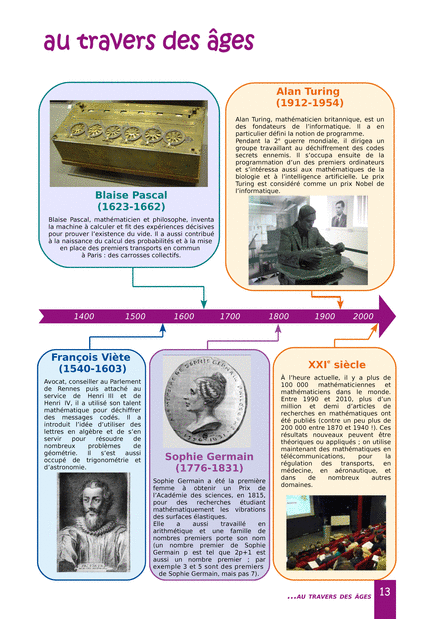 au travers des âges
Blaise Pascal
(1623-1662)
Blaise Pascal, mathématicien et philosophe, inventa
la machine à calculer et fit des expériences décisives
pour prouver l'existence du vide. Il a aussi contribué
à la naissance du calcul des probabilités et à la mise
en place des premiers transports en commun
à Paris : des carrosses collectifs.
Alan Turing
(1912-1954)
Alan Turing, mathématicien britannique, est un
des fondateurs de l'informatique. Il a en
particulier défini la notion de programme.
Pendant la 2e guerre mondiale, il dirigea un
groupe travaillant au déchiffrement des codes
secrets ennemis. Il s'occupa ensuite de la
programmation d'un des premiers ordinateurs
et s'intéressa aussi aux mathématiques de la
biologie et à l'intelligence artificielle. Le prix
Turing est considéré comme un prix Nobel de
l'informatique.
1400 1500 1600 1700 1800 1900 2000
François Viète
(1540-1603)
Avocat, conseiller au Parlement
de Rennes puis attaché au
service de Henri III et de
Henri IV, il a utilisé son talent
mathématique pour déchiffrer
des messages codés. Il a
introduit l'idée d'utiliser des
lettres en algèbre et de s'en
servir pour résoudre de
nombreux problèmes de
géométrie. Il s'est aussi
occupé de trigonométrie et
d'astronomie.
Sophie Germain
(1776-1831)
Sophie Germain a été la première
femme à obtenir un Prix de
l'Académie des sciences, en 1815,
pour des recherches étudiant
mathématiquement les vibrations
des surfaces élastiques.
Elle a aussi travaillé en
arithmétique et une famille de
nombres premiers porte son nom
(un nombre premier de Sophie
Germain p est tel que 2p+1 est
aussi un nombre premier ; par
exemple 3 et 5 sont des premiers
de Sophie Germain, mais pas 7).
XXIe siècle
À l'heure actuelle, il y a plus de
100 000 mathématiciennes et
mathématiciens dans le monde.
Entre 1990 et 2010, plus d'un
million et demi d'articles de
recherches en mathématiques ont
été publiés (contre un peu plus de
200 000 entre 1870 et 1940 !). Ces
résultats nouveaux peuvent être
théoriques ou appliqués ; on utilise
maintenant des mathématiques en
télécommunications, pour la
régulation des transports, en
médecine, en aéronautique, et
dans de nombreux autres
domaines.
...AU TRAVERS DES ÂGES 13